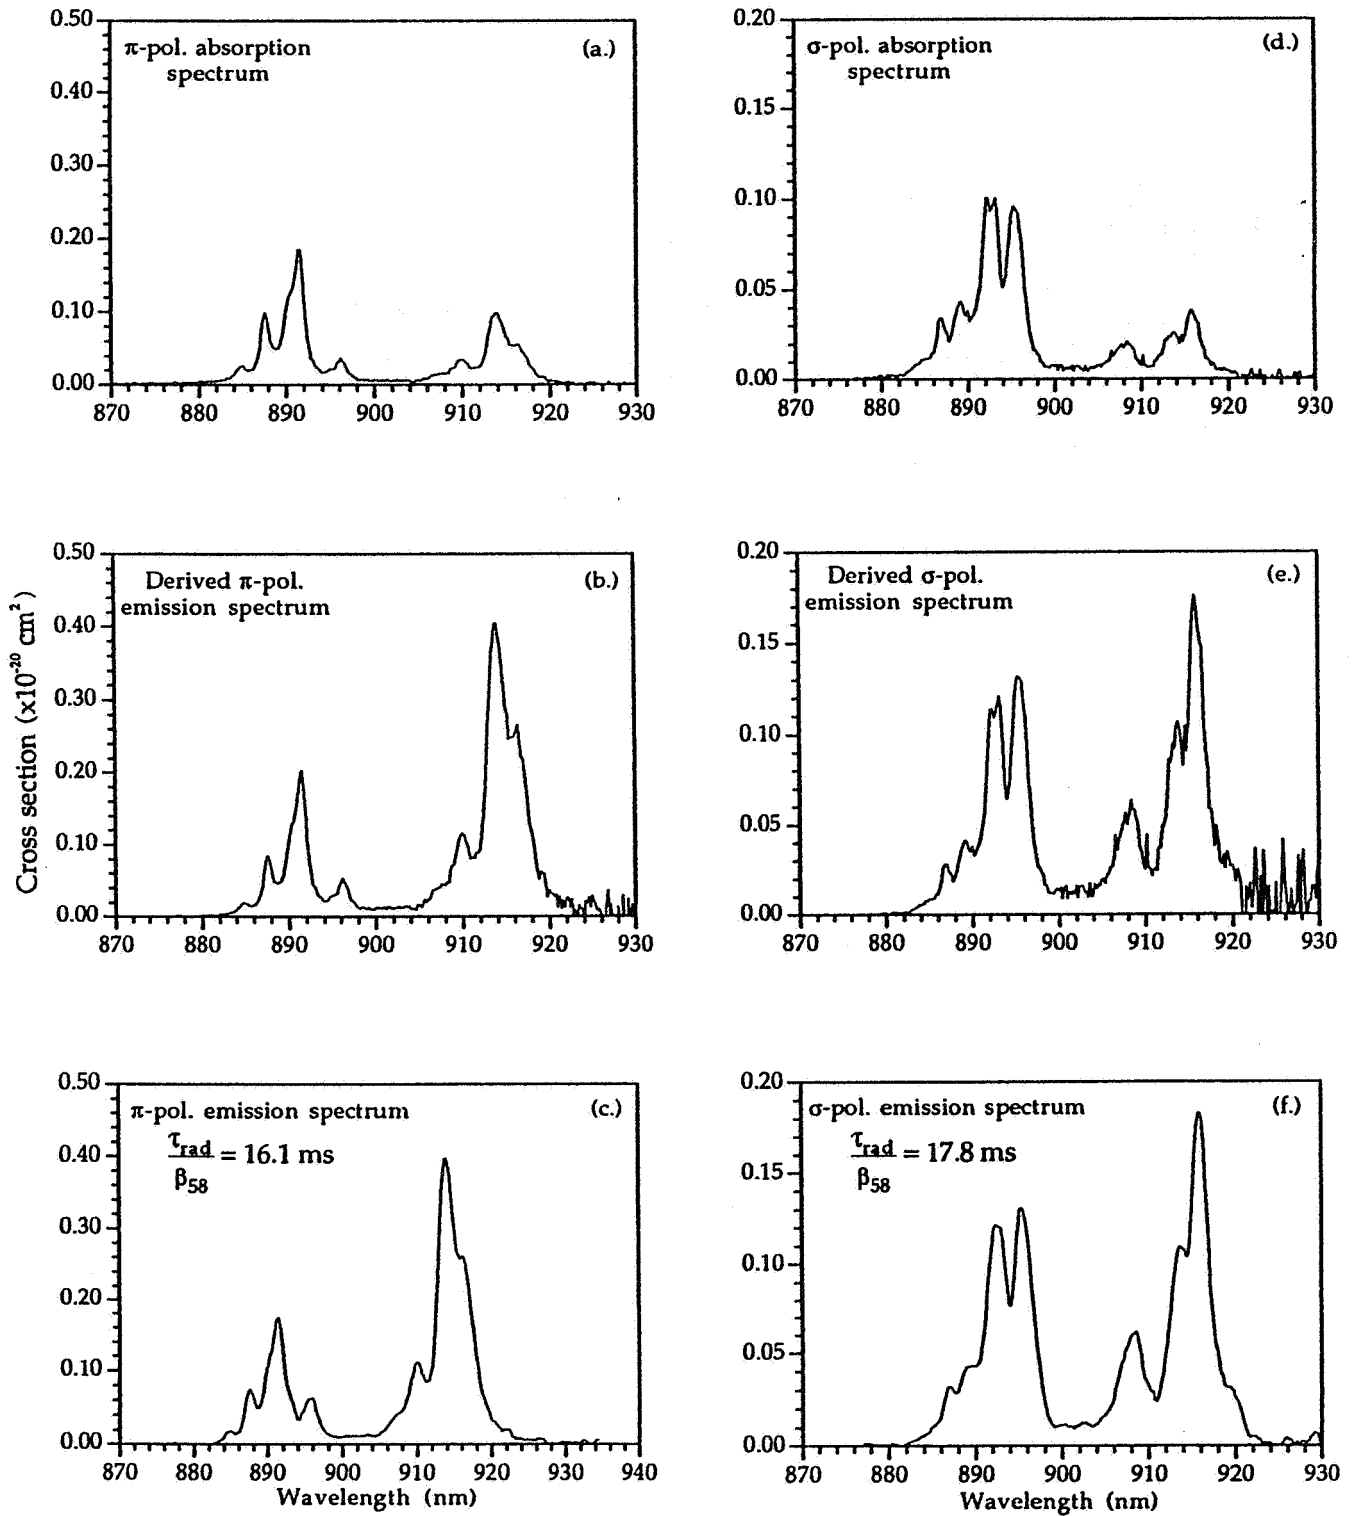 π-pol. absorption
spectrum
(a.)
0.50
0.40
0.30
0.20
0.10
0.00
870 880 890 900 910 920 930
σ-pol. absorption
spectrum
(d.)
0.20
0.15
0.10
0.05
0.00
870 880 890 900 910 920 930
Cross section (x10⁻²⁰ cm²)
Derived π-pol.
emission spectrum
(b.)
0.50
0.40
0.30
0.20
0.10
0.00
870 880 890 900 910 920 930
Derived σ-pol.
emission spectrum
(e.)
0.20
0.15
0.10
0.05
0.00
870 880 890 900 910 920 930
π-pol. emission spectrum
(c.)
τrad
β58
= 16.1 ms
0.50
0.40
0.30
0.20
0.10
0.00
870 880 890 900 910 920 930 940
Wavelength (nm)
σ-pol. emission spectrum
(f.)
τrad
β58
= 17.8 ms
0.20
0.15
0.10
0.05
0.00
870 880 890 900 910 920 930
Wavelength (nm)